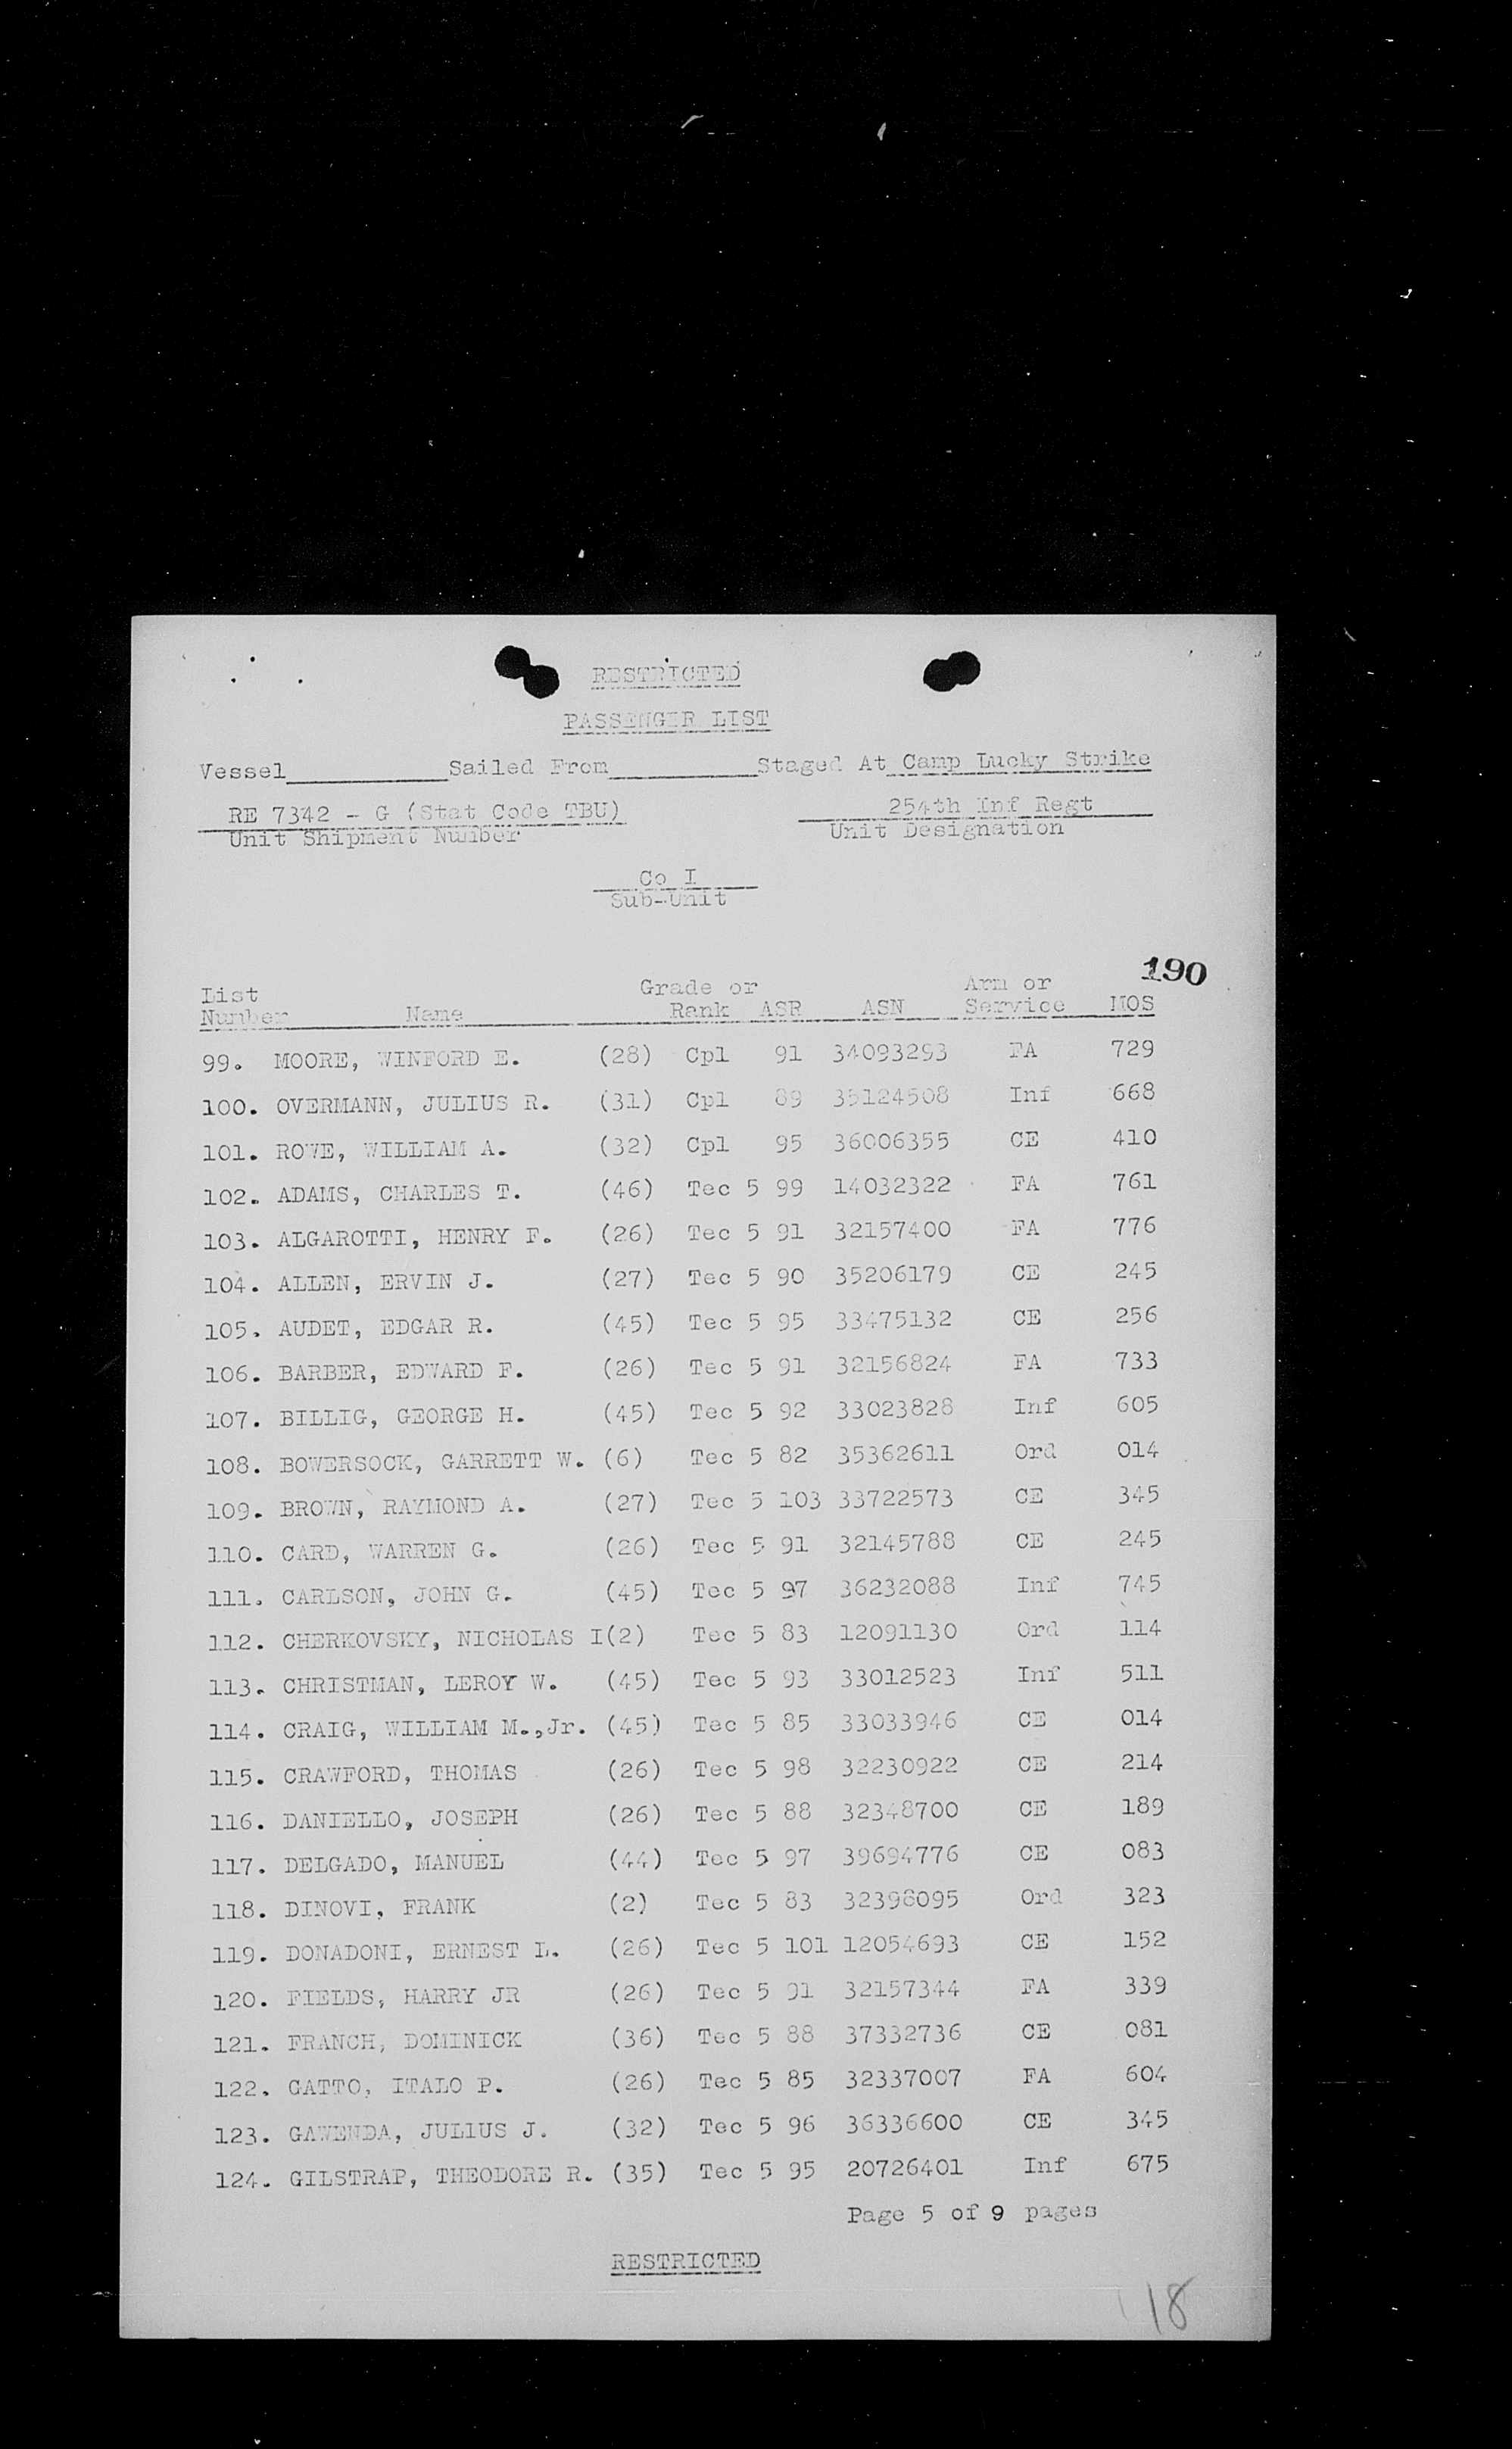 RESTRICTED
PASSENGER LIST
Vessel__________Sailed From__________Staged At Camp Lucky Strike
RE 7342 - G (Stat Code TBU) 254th Inf Regt
Unit Shipment Number Unit Designation
Co I
Sub-Unit
190
List Grade or Arm or
Number Name Rank ASR ASN Service MOS
99. MOORE, WINFORD E. (28) Cpl 91 34093293 FA 729
100. OVERMANN, JULIUS R. (31) Cpl 89 35124508 Inf 668
101. ROWE, WILLIAM A. (32) Cpl 95 36006355 CE 410
102. ADAMS, CHARLES T. (46) Tec 5 99 14032322 FA 761
103. ALGAROTTI, HENRY F. (26) Tec 5 91 32157400 FA 776
104. ALLEN, ERVIN J. (27) Tec 5 90 35206179 CE 245
105. AUDET, EDGAR R. (45) Tec 5 95 33475132 CE 256
106. BARBER, EDWARD F. (26) Tec 5 91 32156824 FA 733
107. BILLIG, GEORGE H. (45) Tec 5 92 33023828 Inf 605
108. BOWERSOCK, GARRETT W. (6) Tec 5 82 35362611 Ord 014
109. BROWN, RAYMOND A. (27) Tec 5 103 33722573 CE 345
110. CARD, WARREN G. (26) Tec 5 91 32145788 CE 245
111. CARLSON, JOHN G. (45) Tec 5 97 36232088 Inf 745
112. CHERKOVSKY, NICHOLAS I(2) Tec 5 83 12091130 Ord 114
113. CHRISTMAN, LEROY W. (45) Tec 5 93 33012523 Inf 511
114. CRAIG, WILLIAM M.,Jr. (45) Tec 5 85 33033946 CE 014
115. CRAWFORD, THOMAS (26) Tec 5 98 32230922 CE 214
116. DANIELLO, JOSEPH (26) Tec 5 88 32348700 CE 189
117. DELGADO, MANUEL (44) Tec 5 97 39694776 CE 083
118. DINOVI, FRANK (2) Tec 5 83 32398095 Ord 323
119. DONADONI, ERNEST L. (26) Tec 5 101 12054693 CE 152
120. FIELDS, HARRY JR (26) Tec 5 91 32157344 FA 339
121. FRANCH, DOMINICK (36) Tec 5 88 37332736 CE 081
122. GATTO, ITALO P. (26) Tec 5 85 32337007 FA 604
123. GAWENDA, JULIUS J. (32) Tec 5 96 36336600 CE 345
124. GILSTRAP, THEODORE R. (35) Tec 5 95 20726401 Inf 675
Page 5 of 9 pages
RESTRICTED
18